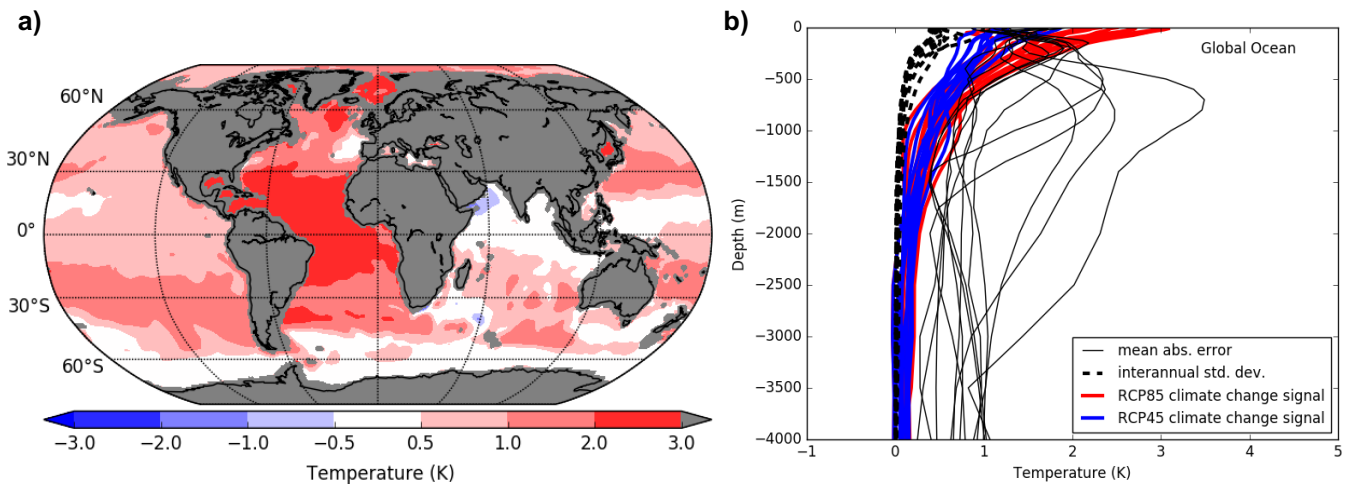 a)
60°N
30°N
0°
30°S
60°S
−3.0 −2.0 −1.0 −0.5 0.5 1.0 2.0 3.0
Temperature (K)
b)
Global Ocean
0
−500
−1000
−1500
−2000
−2500
−3000
−3500
−4000
Depth (m)
mean abs. error
interannual std. dev.
RCP85 climate change signal
RCP45 climate change signal
−1 0 1 2 3 4 5
Temperature (K)